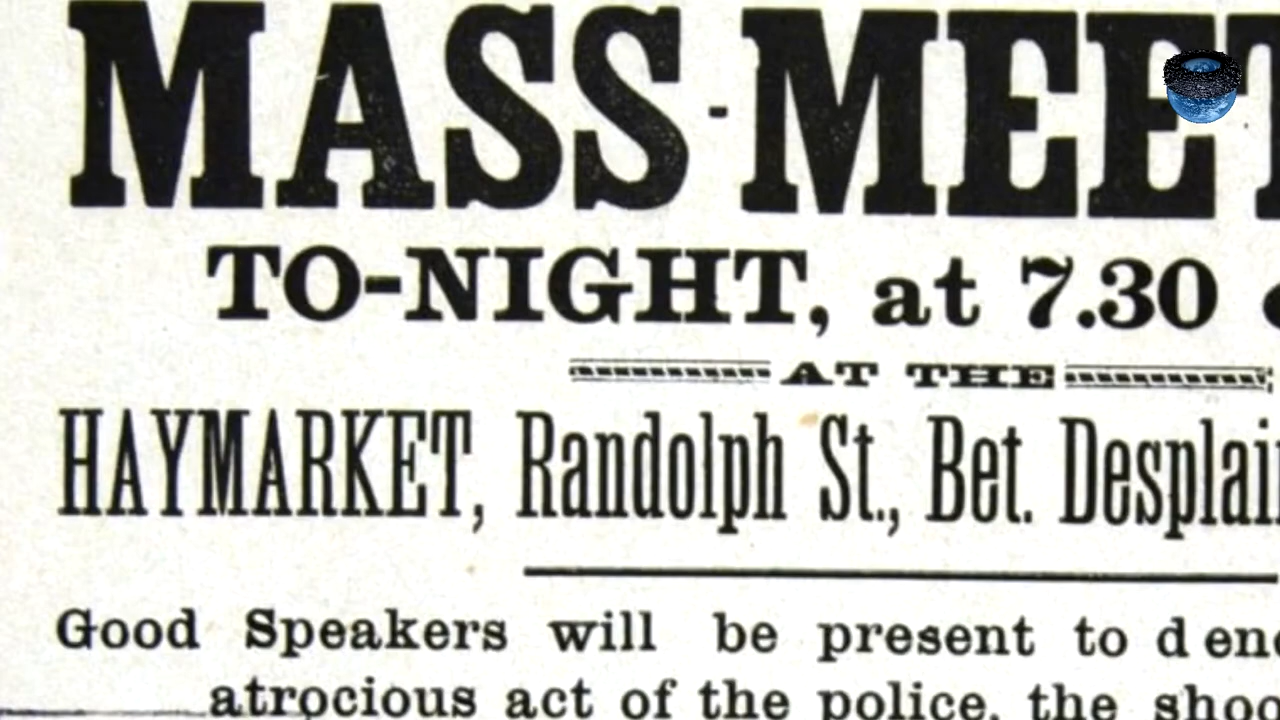 MASS-MEET
TO-NIGHT, at 7.30
AT THE
HAYMARKET, Randolph St., Bet. Desplai
Good Speakers will be present to denc
atrocious act of the police, the shoo